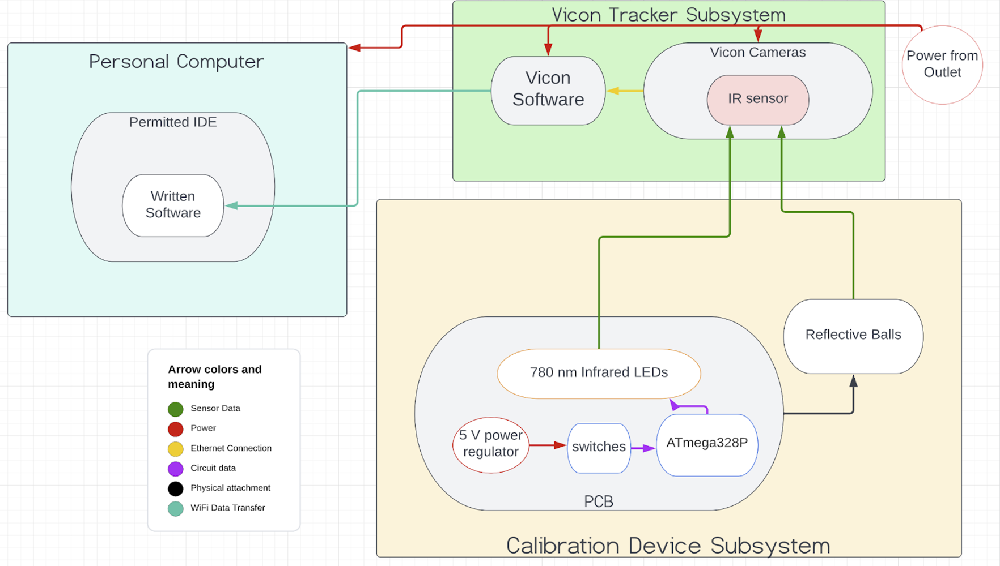 Vicon Tracker Subsystem
Personal Computer
Permitted IDE
Written
Software
Vicon
Software
Vicon Cameras
IR sensor
Power from
Outlet
Reflective Balls
780 nm Infrared LEDs
5 V power
regulator
switches
ATmega328P
PCB
Calibration Device Subsystem
Arrow colors and
meaning
Sensor Data
Power
Ethernet Connection
Circuit data
Physical attachment
WiFi Data Transfer